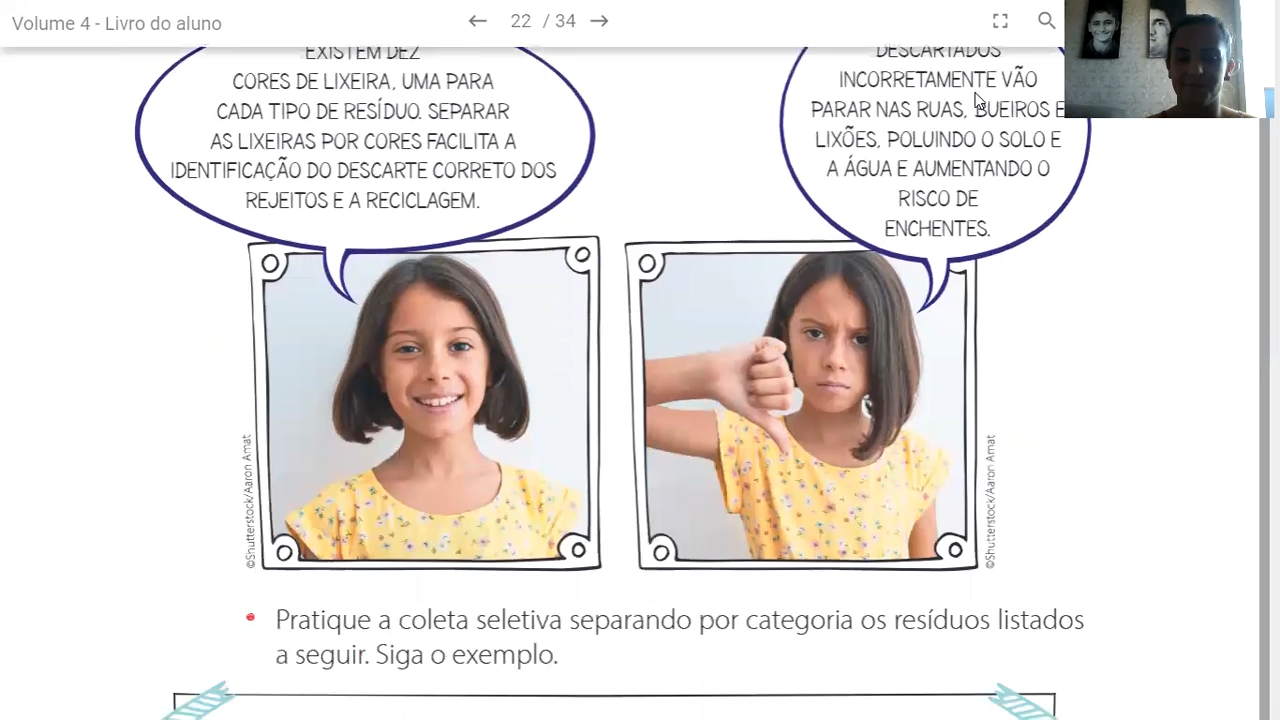 Volume 4 - Livro do aluno
22 / 34
EXISTEM DEZ
CORES DE LIXEIRA, UMA PARA
CADA TIPO DE RESÍDUO. SEPARAR
AS LIXEIRAS POR CORES FACILITA A
IDENTIFICAÇÃO DO DESCARTE CORRETO DOS
REJEITOS E A RECICLAGEM.
DESCARTADOS
INCORRETAMENTE VÃO
PARAR NAS RUAS, BUEIROS E
LIXÕES, POLUINDO O SOLO E
A ÁGUA E AUMENTANDO O
RISCO DE
ENCHENTES.
©Shutterstock/Aaron Amat
©Shutterstock/Aaron Amat
• Pratique a coleta seletiva separando por categoria os resíduos listados
a seguir. Siga o exemplo.